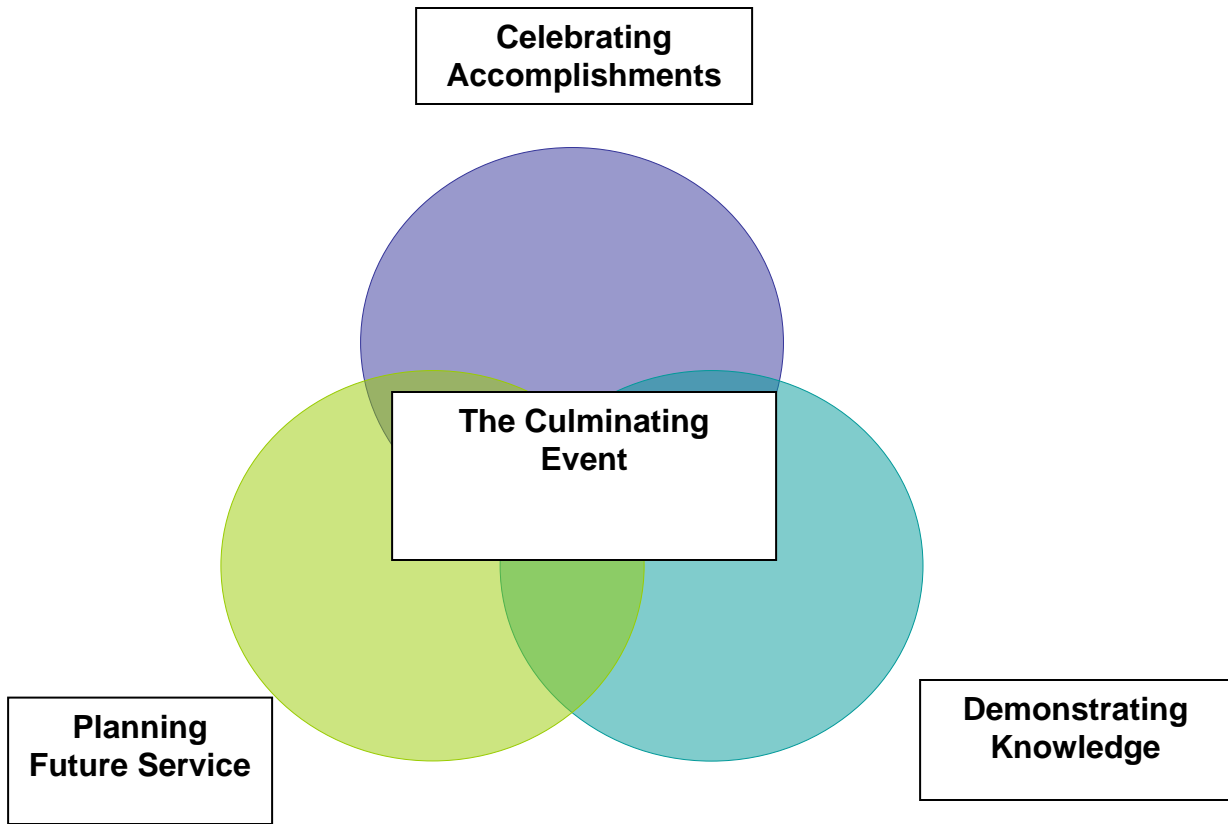 Celebrating
Accomplishments
The Culminating
Event
Planning
Future Service
Demonstrating
Knowledge